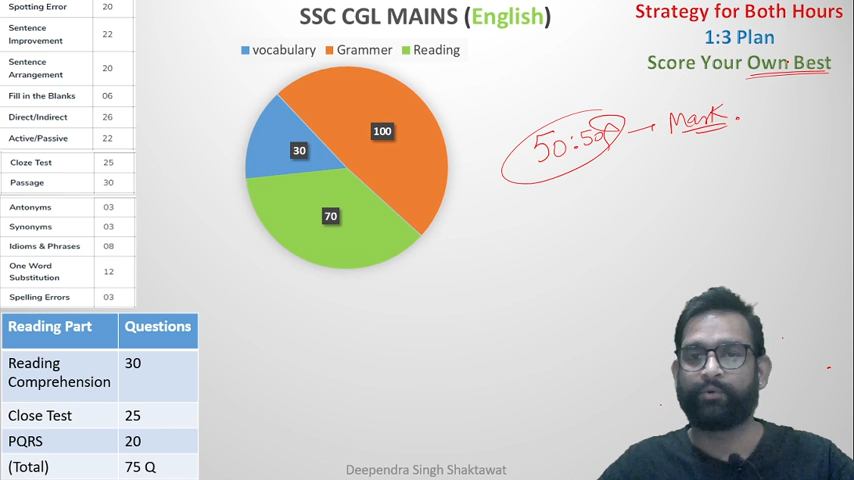 SSC CGL MAINS (English)
Strategy for Both Hours
1:3 Plan
Score Your Own Best
vocabulary Grammer Reading
100
30
70
50:50
Mark.
Spotting Error 20
Sentence Improvement 22
Sentence Arrangement 20
Fill in the Blanks 06
Direct/Indirect 26
Active/Passive 22
Cloze Test 25
Passage 30
Antonyms 03
Synonyms 03
Idioms & Phrases 08
One Word Substitution 12
Spelling Errors 03
Reading Part Questions
Reading Comprehension 30
Close Test 25
PQRS 20
(Total) 75 Q
Deependra Singh Shaktawat